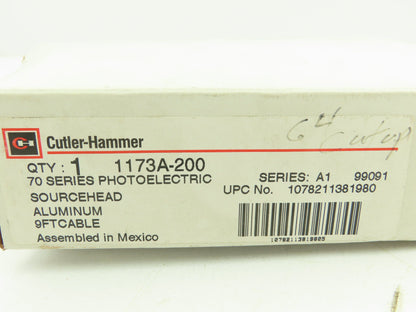 64
Cutler-Hammer
QTY : 1 1173A-200
70 SERIES PHOTOELECTRIC
SERIES: A1 99091
SOURCEHEAD
UPC No. 1078211381980
ALUMINUM
9FTCABLE
Assembled in Mexico